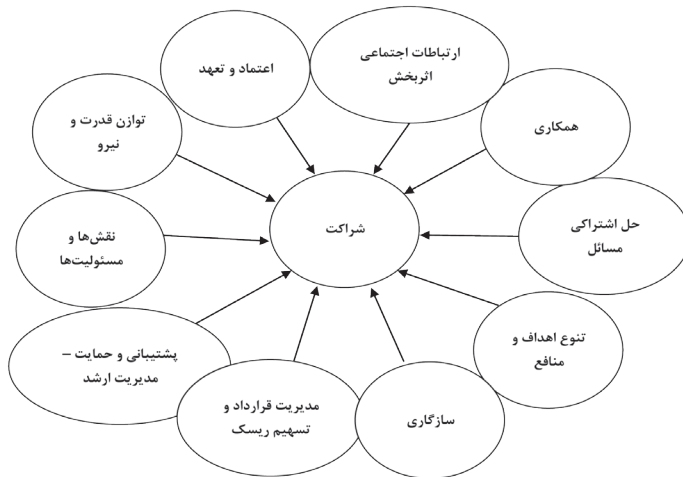 ارتباطات اجتماعی
اثربخش
اعتماد و تعهد
همکاری
توازن قدرت و
نیرو
شراکت
حل اشتراکی
مسائل
نقش‌ها و
مسئولیت‌ها
تنوع اهداف و
منافع
پشتیبانی و حمایت –
مدیریت ارشد
مدیریت قرارداد و
تسهیم ریسک
سازگاری